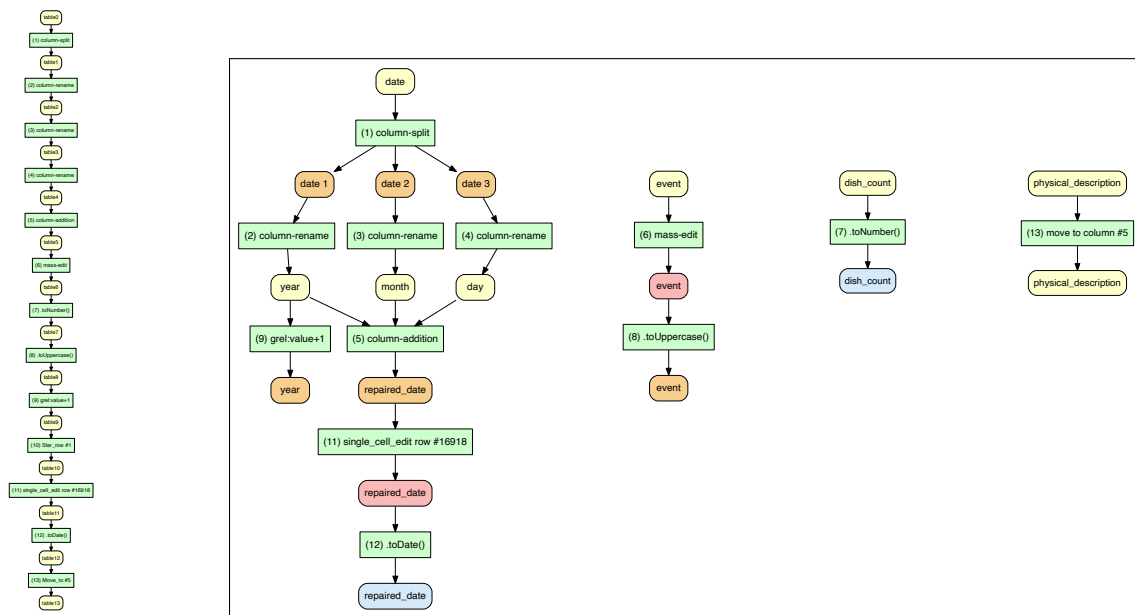 table0
(1) column-split
table1
(2) column-rename
table2
(3) column-rename
table3
(4) column-rename
table4
(5) column-addition
table5
(6) mass-edit
table6
(7) .toNumber()
table7
(8) .toUppercase()
table8
(9) grel:value+1
table9
(10) Star_row #1
table10
(11) single_cell_edit row #16918
table11
(12) .toDate()
table12
(13) Move_to #5
table13
date
(1) column-split
date 1 date 2 date 3 event dish_count physical_description
(2) column-rename (3) column-rename (4) column-rename (6) mass-edit (7) .toNumber() (13) move to column #5
year month day event dish_count physical_description
(9) grel:value+1 (5) column-addition (8) .toUppercase()
year repaired_date event
(11) single_cell_edit row #16918
repaired_date
(12) .toDate()
repaired_date